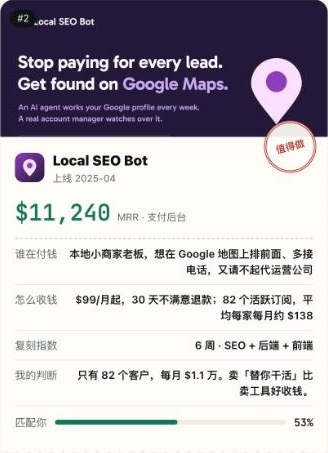 #2
ocal SEO Bot
Stop paying for every lead.
Get found on Google Maps.
An AI agent works your Google profile every week.
A real account manager watches over it.
值得做
Local SEO Bot
上线 2025-04
$11,240 MRR · 支付后台
谁在付钱 本地小商家老板，想在 Google 地图上排前面、多接
电话，又请不起代运营公司
怎么收钱 $99/月起，30 天不满意退款；82 个活跃订阅，平
均每家每月约 $138
复刻指数 6 周 · SEO + 后端 + 前端
我的判断 只有 82 个客户，每月 $1.1 万。卖「替你干活」比
卖工具好收钱。
匹配你 53%